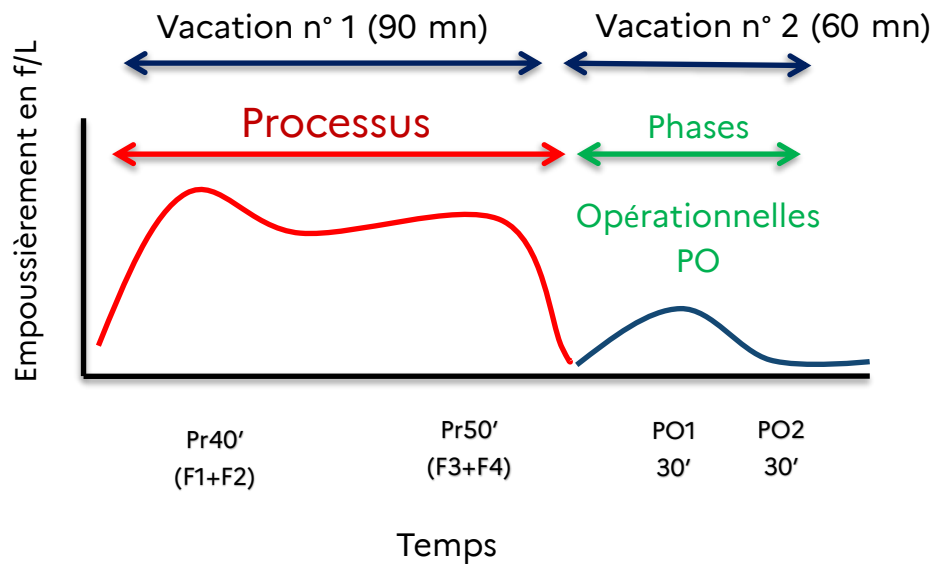 Vacation n° 1 (90 mn)
Vacation n° 2 (60 mn)
Empoussièrement en f/L
Processus
Phases
Opérationnelles
PO
Pr40’
(F1+F2)
Pr50’
(F3+F4)
PO1
30’
PO2
30’
Temps